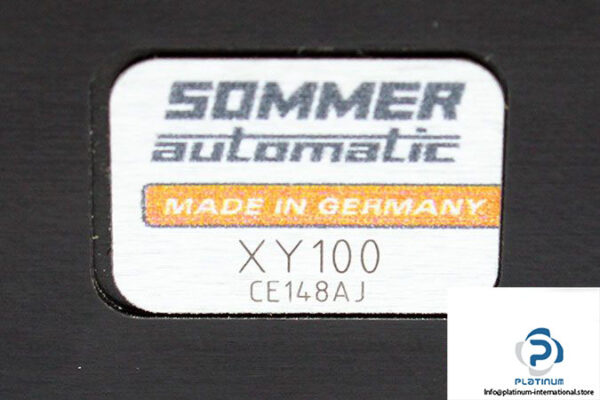 SOMMER
automatic
MADE IN GERMANY
XY100
CE148AJ
PLATINUM
Info@platinum-international.store